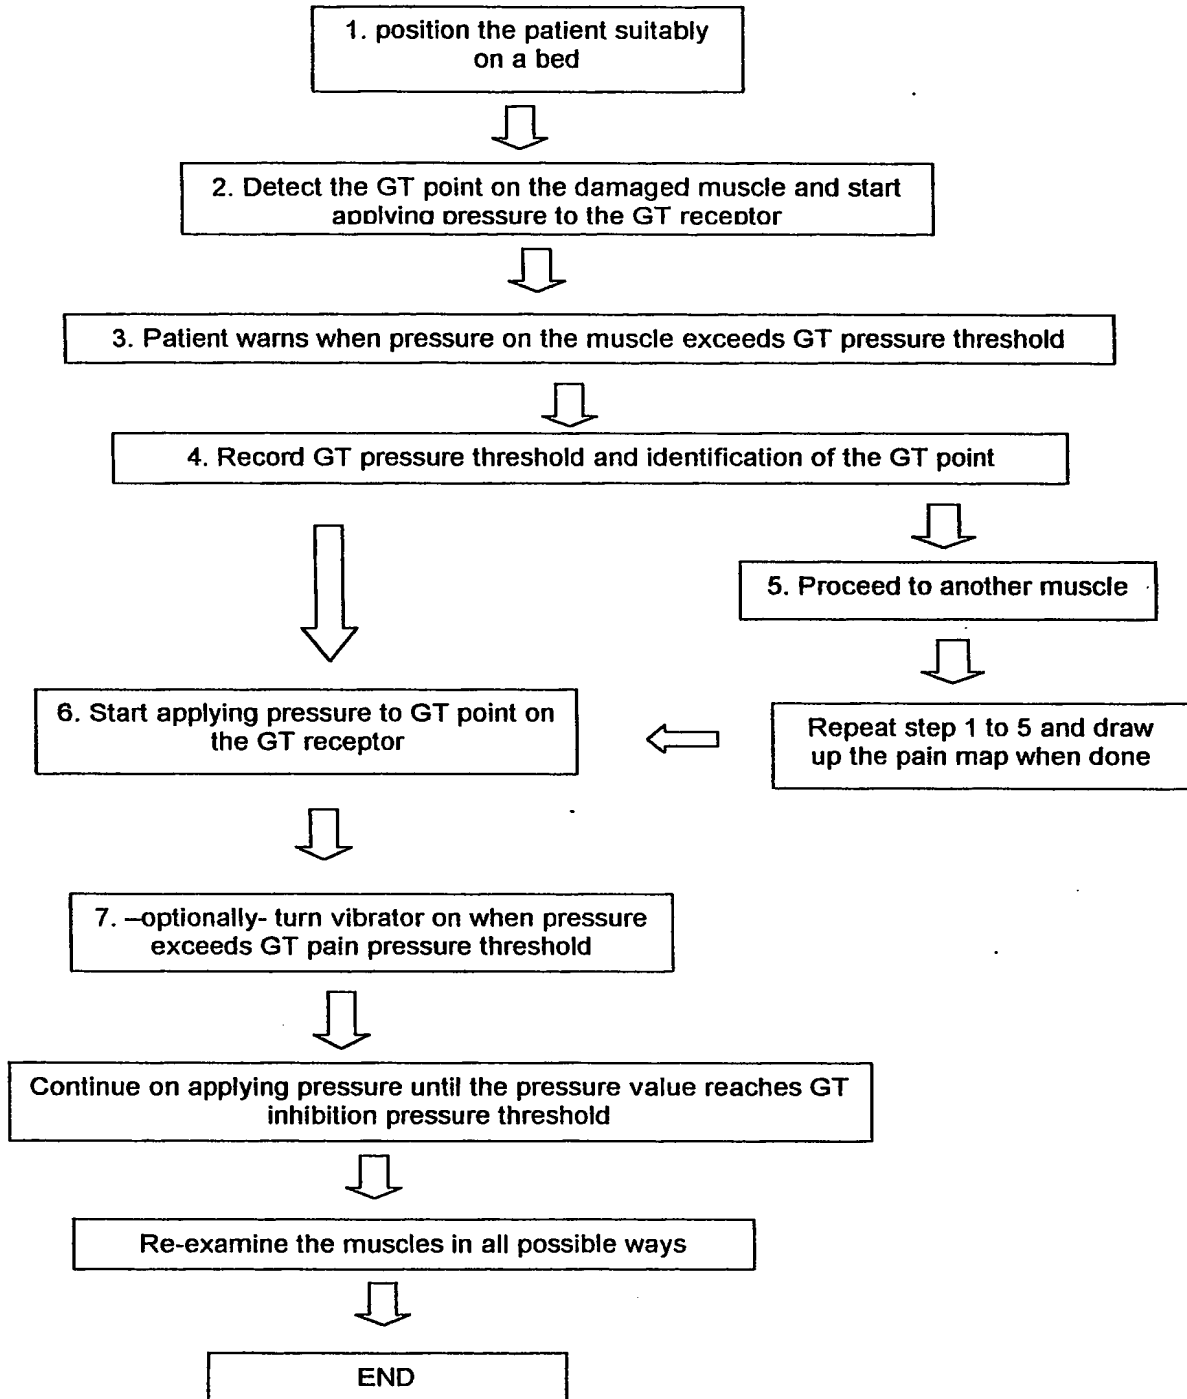 1. position the patient suitably
on a bed
2. Detect the GT point on the damaged muscle and start
applying pressure to the GT receptor
3. Patient warns when pressure on the muscle exceeds GT pressure threshold
4. Record GT pressure threshold and identification of the GT point
5. Proceed to another muscle
6. Start applying pressure to GT point on
the GT receptor
Repeat step 1 to 5 and draw
up the pain map when done
7. –optionally- turn vibrator on when pressure
exceeds GT pain pressure threshold
Continue on applying pressure until the pressure value reaches GT
inhibition pressure threshold
Re-examine the muscles in all possible ways
END